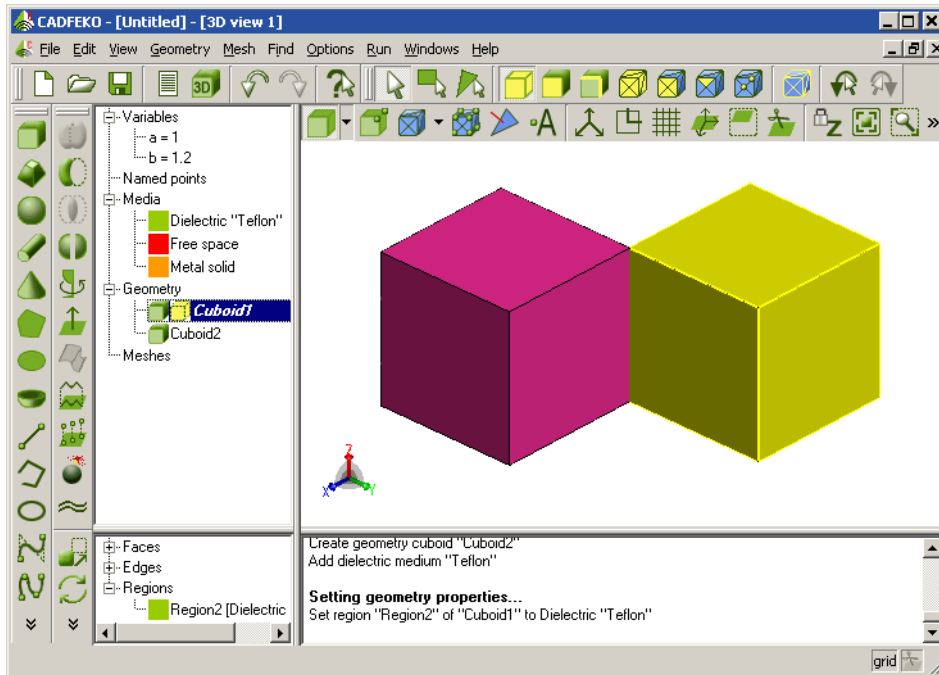 CADFEKO - [Untitled] - [3D view 1]
File Edit View Geometry Mesh Find Options Run Windows Help
3D
A
Z
»
Variables
a = 1
b = 1.2
Named points
Media
Dielectric "Teflon"
Free space
Metal solid
Geometry
Cuboid1
Cuboid2
Meshes
Z
X
Y
Faces
Edges
Regions
Region2 [Dielectric
Create geometry cuboid "Cuboid2"
Add dielectric medium "Teflon"
Setting geometry properties...
Set region "Region2" of "Cuboid1" to Dielectric "Teflon"
grid